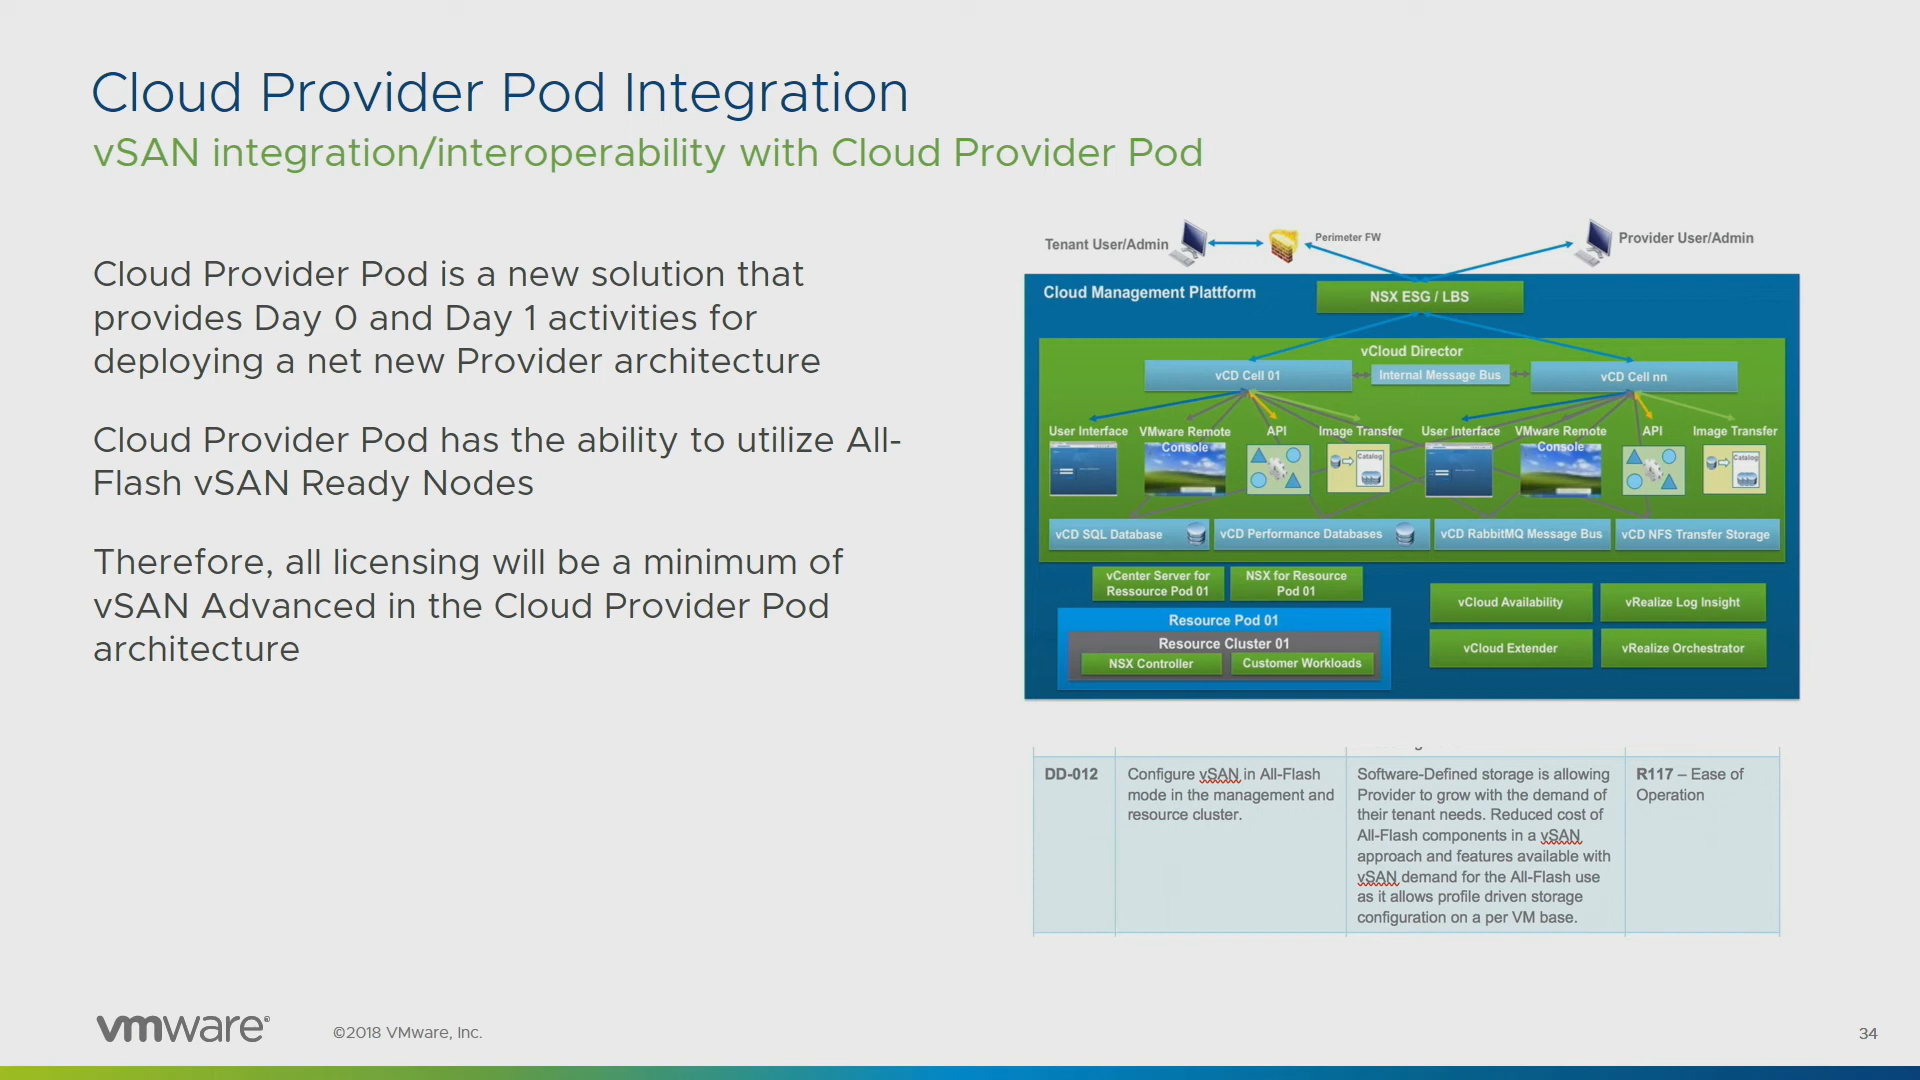 Cloud Provider Pod Integration
vSAN integration/interoperability with Cloud Provider Pod
Cloud Provider Pod is a new solution that
provides Day 0 and Day 1 activities for
deploying a net new Provider architecture
Cloud Provider Pod has the ability to utilize All-
Flash vSAN Ready Nodes
Therefore, all licensing will be a minimum of
vSAN Advanced in the Cloud Provider Pod
architecture
Tenant User/Admin
Perimeter FW
Provider User/Admin
Cloud Management Plattform
NSX ESG / LBS
vCloud Director
vCD Cell 01
Internal Message Bus
vCD Cell nn
User Interface
VMware Remote
Console
API
Image Transfer
Catalog
User Interface
VMware Remote
Console
API
Image Transfer
Catalog
vCD SQL Database
vCD Performance Databases
vCD RabbitMQ Message Bus
vCD NFS Transfer Storage
vCenter Server for
Ressource Pod 01
NSX for Resource
Pod 01
Resource Pod 01
Resource Cluster 01
NSX Controller
Customer Workloads
vCloud Availability
vRealize Log Insight
vCloud Extender
vRealize Orchestrator
DD-012
Configure vSAN in All-Flash
mode in the management and
resource cluster.
Software-Defined storage is allowing
Provider to grow with the demand of
their tenant needs. Reduced cost of
All-Flash components in a vSAN
approach and features available with
vSAN demand for the All-Flash use
as it allows profile driven storage
configuration on a per VM base.
R117 – Ease of
Operation
vmware®
©2018 VMware, Inc.
34